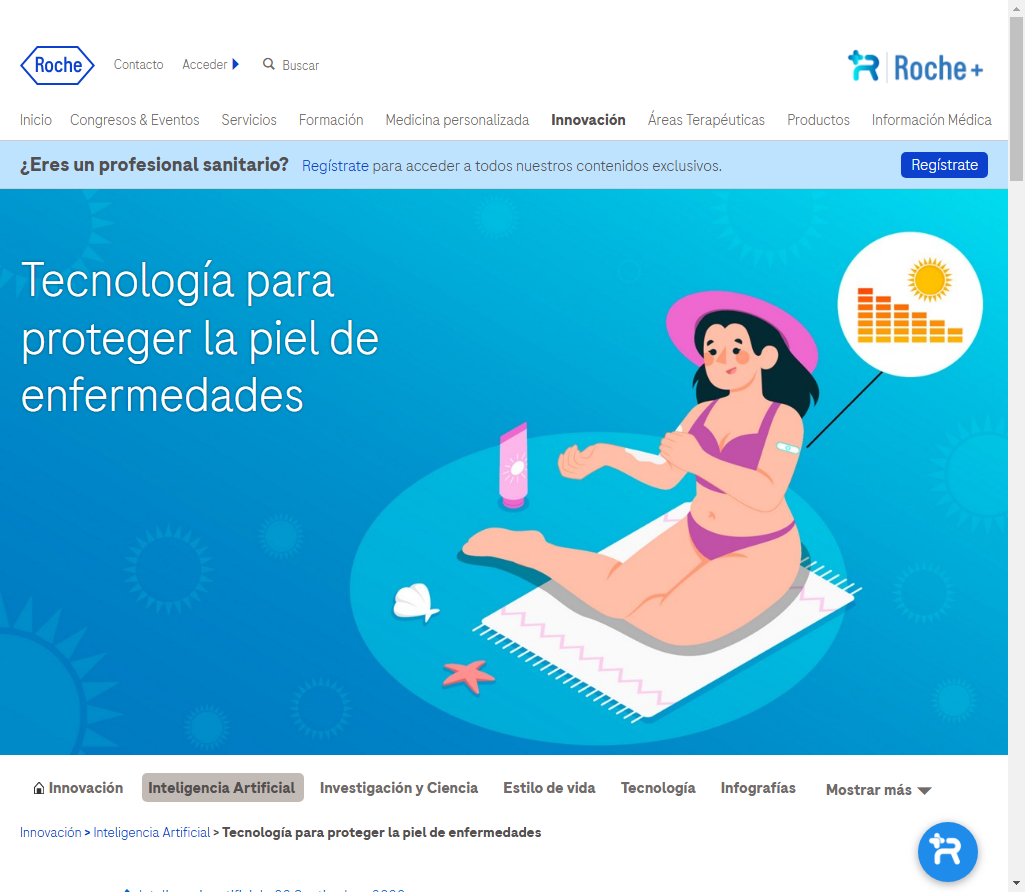 Roche
Contacto
Acceder
Buscar
Roche+
Inicio
Congresos & Eventos
Servicios
Formación
Medicina personalizada
Innovación
Áreas Terapéuticas
Productos
Información Médica
¿Eres un profesional sanitario?
Regístrate para acceder a todos nuestros contenidos exclusivos.
Regístrate
Tecnología para
proteger la piel de
enfermedades
Innovación
Inteligencia Artificial
Investigación y Ciencia
Estilo de vida
Tecnología
Infografías
Mostrar más
Innovación > Inteligencia Artificial > Tecnología para proteger la piel de enfermedades